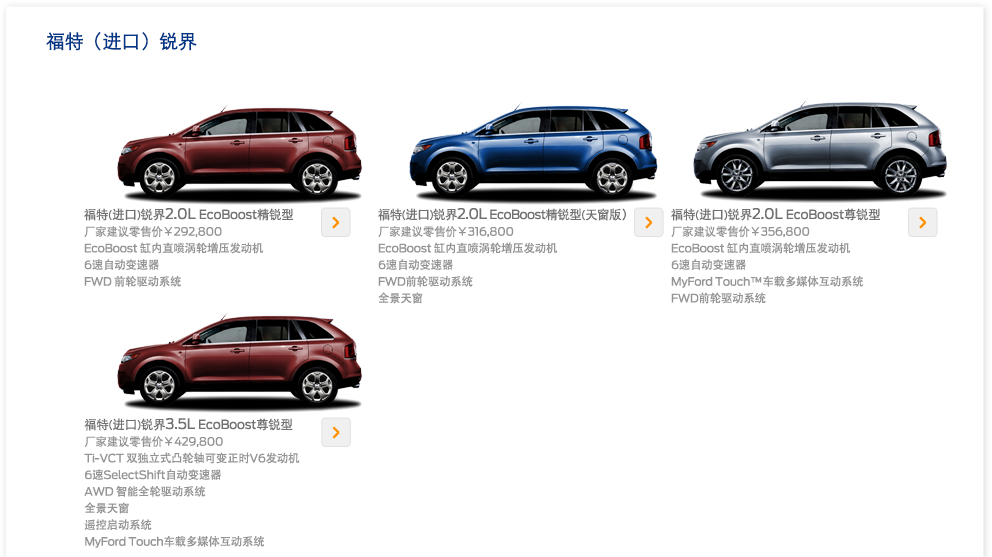 福特（进口）锐界
福特(进口)锐界2.0L EcoBoost精锐型
厂家建议零售价￥292,800
EcoBoost 缸内直喷涡轮增压发动机
6速自动变速器
FWD 前轮驱动系统
福特(进口)锐界2.0L EcoBoost精锐型(天窗版）
厂家建议零售价￥316,800
EcoBoost 缸内直喷涡轮增压发动机
6速自动变速器
FWD前轮驱动系统
全景天窗
福特(进口)锐界2.0L EcoBoost尊锐型
厂家建议零售价￥356,800
EcoBoost 缸内直喷涡轮增压发动机
6速自动变速器
MyFord Touch™车载多媒体互动系统
FWD前轮驱动系统
福特(进口)锐界3.5L EcoBoost尊锐型
厂家建议零售价￥429,800
Ti-VCT 双独立式凸轮轴可变正时V6发动机
6速SelectShift自动变速器
AWD 智能全轮驱动系统
全景天窗
遥控启动系统
MyFord Touch车载多媒体互动系统